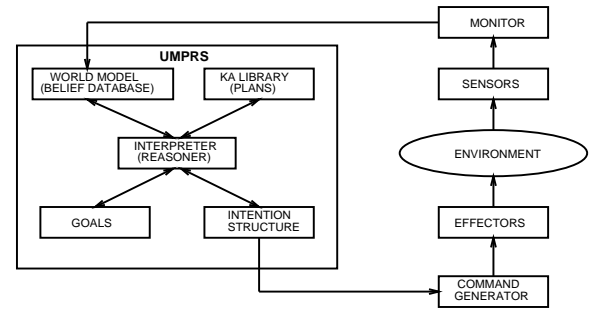 MONITOR
UMPRS
WORLD MODEL
(BELIEF DATABASE)
KA LIBRARY
(PLANS)
SENSORS
INTERPRETER
(REASONER)
ENVIRONMENT
GOALS
INTENTION
STRUCTURE
EFFECTORS
COMMAND
GENERATOR